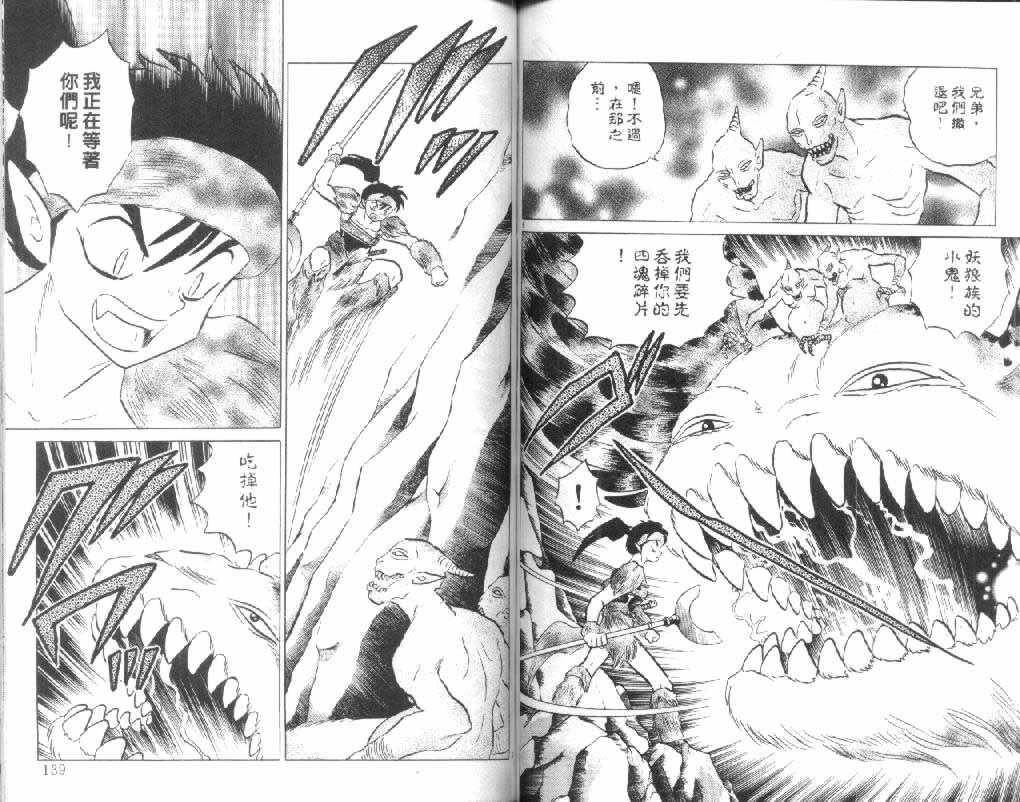 兄弟，
我們撤
退吧！
嗯！不過
，在那之
前…
妖狼族的
小鬼！
我們要先
吞掉你的
四塊碎片
！
！
我正在等著
你們呢！
吃掉他！
139